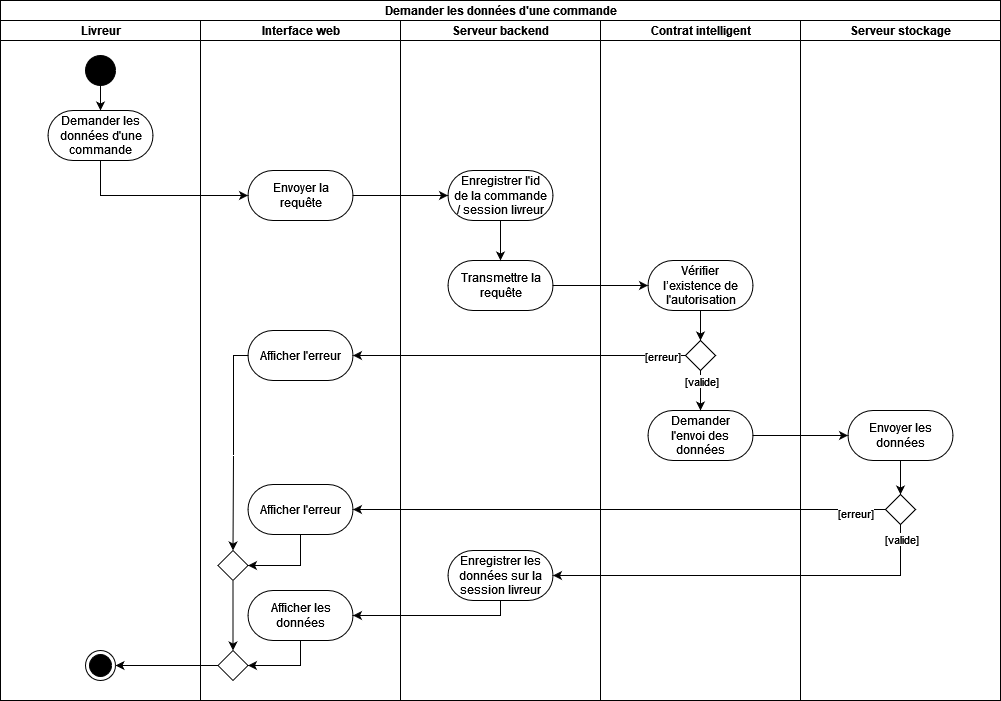 Demander les données d'une commande
Livreur
Interface web
Serveur backend
Contrat intelligent
Serveur stockage
Demander les
données d'une
commande
Envoyer la
requête
Enregistrer l'id
de la commande
/ session livreur
Transmettre la
requête
Vérifier
l'existence de
l'autorisation
Afficher l'erreur
[erreur]
[valide]
Demander
l'envoi des
données
Envoyer les
données
Afficher l'erreur
[erreur]
[valide]
Enregistrer les
données sur la
session livreur
Afficher les
données